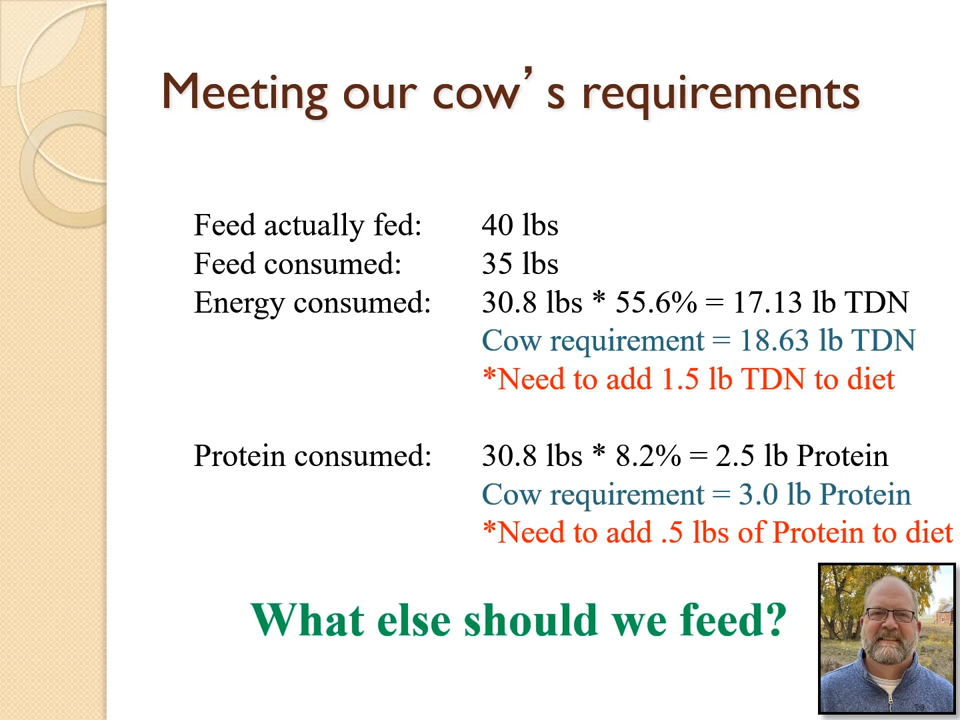 Meeting our cow’s requirements
Feed actually fed: 40 lbs
Feed consumed: 35 lbs
Energy consumed: 30.8 lbs * 55.6% = 17.13 lb TDN
Cow requirement = 18.63 lb TDN
*Need to add 1.5 lb TDN to diet
Protein consumed: 30.8 lbs * 8.2% = 2.5 lb Protein
Cow requirement = 3.0 lb Protein
*Need to add .5 lbs of Protein to diet
What else should we feed?